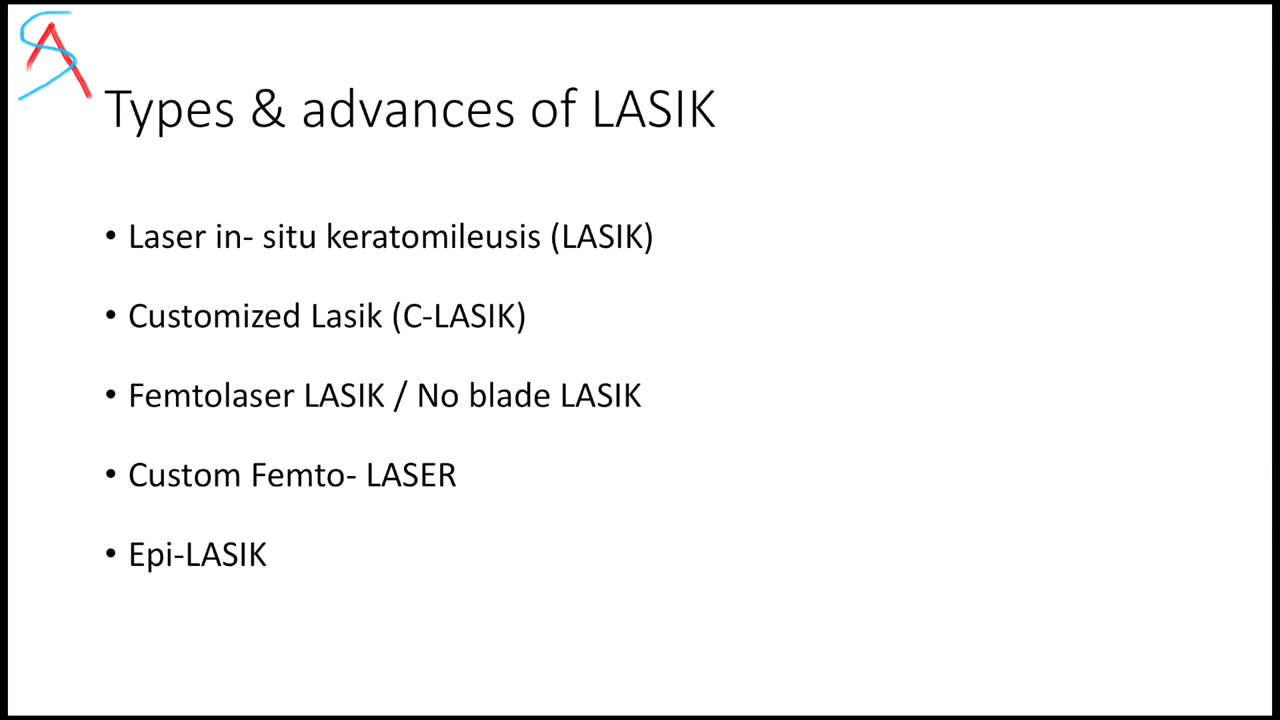 Types & advances of LASIK
• Laser in- situ keratomileusis (LASIK)
• Customized Lasik (C-LASIK)
• Femtolaser LASIK / No blade LASIK
• Custom Femto- LASER
• Epi-LASIK